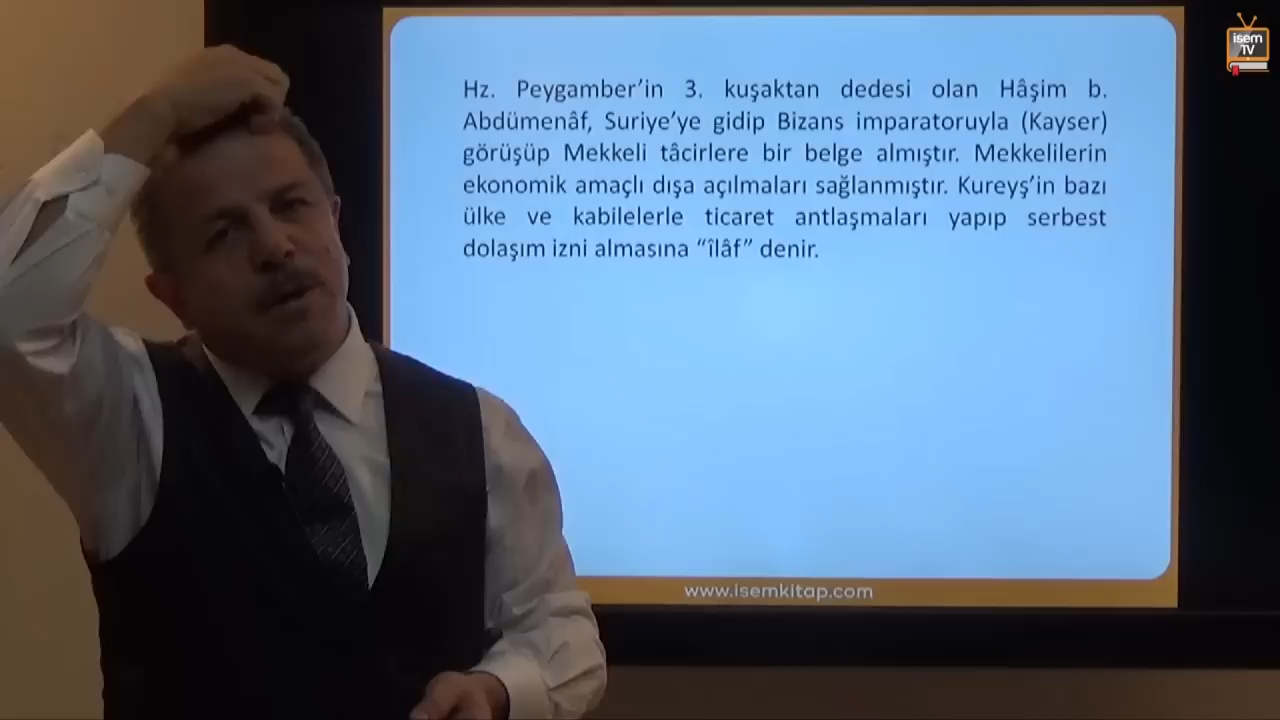 Hz. Peygamber’in 3. kuşaktan dedesi olan Hâşim b.
Abdümenâf, Suriye’ye gidip Bizans imparatoruyla (Kayser)
görüşüp Mekkeli tâcirlere bir belge almıştır. Mekkelilerin
ekonomik amaçlı dışa açılmaları sağlanmıştır. Kureyş’in bazı
ülke ve kabilelerle ticaret antlaşmaları yapıp serbest
dolaşım izni almasına “îlâf” denir.
www.isemkitap.com
isem
TV